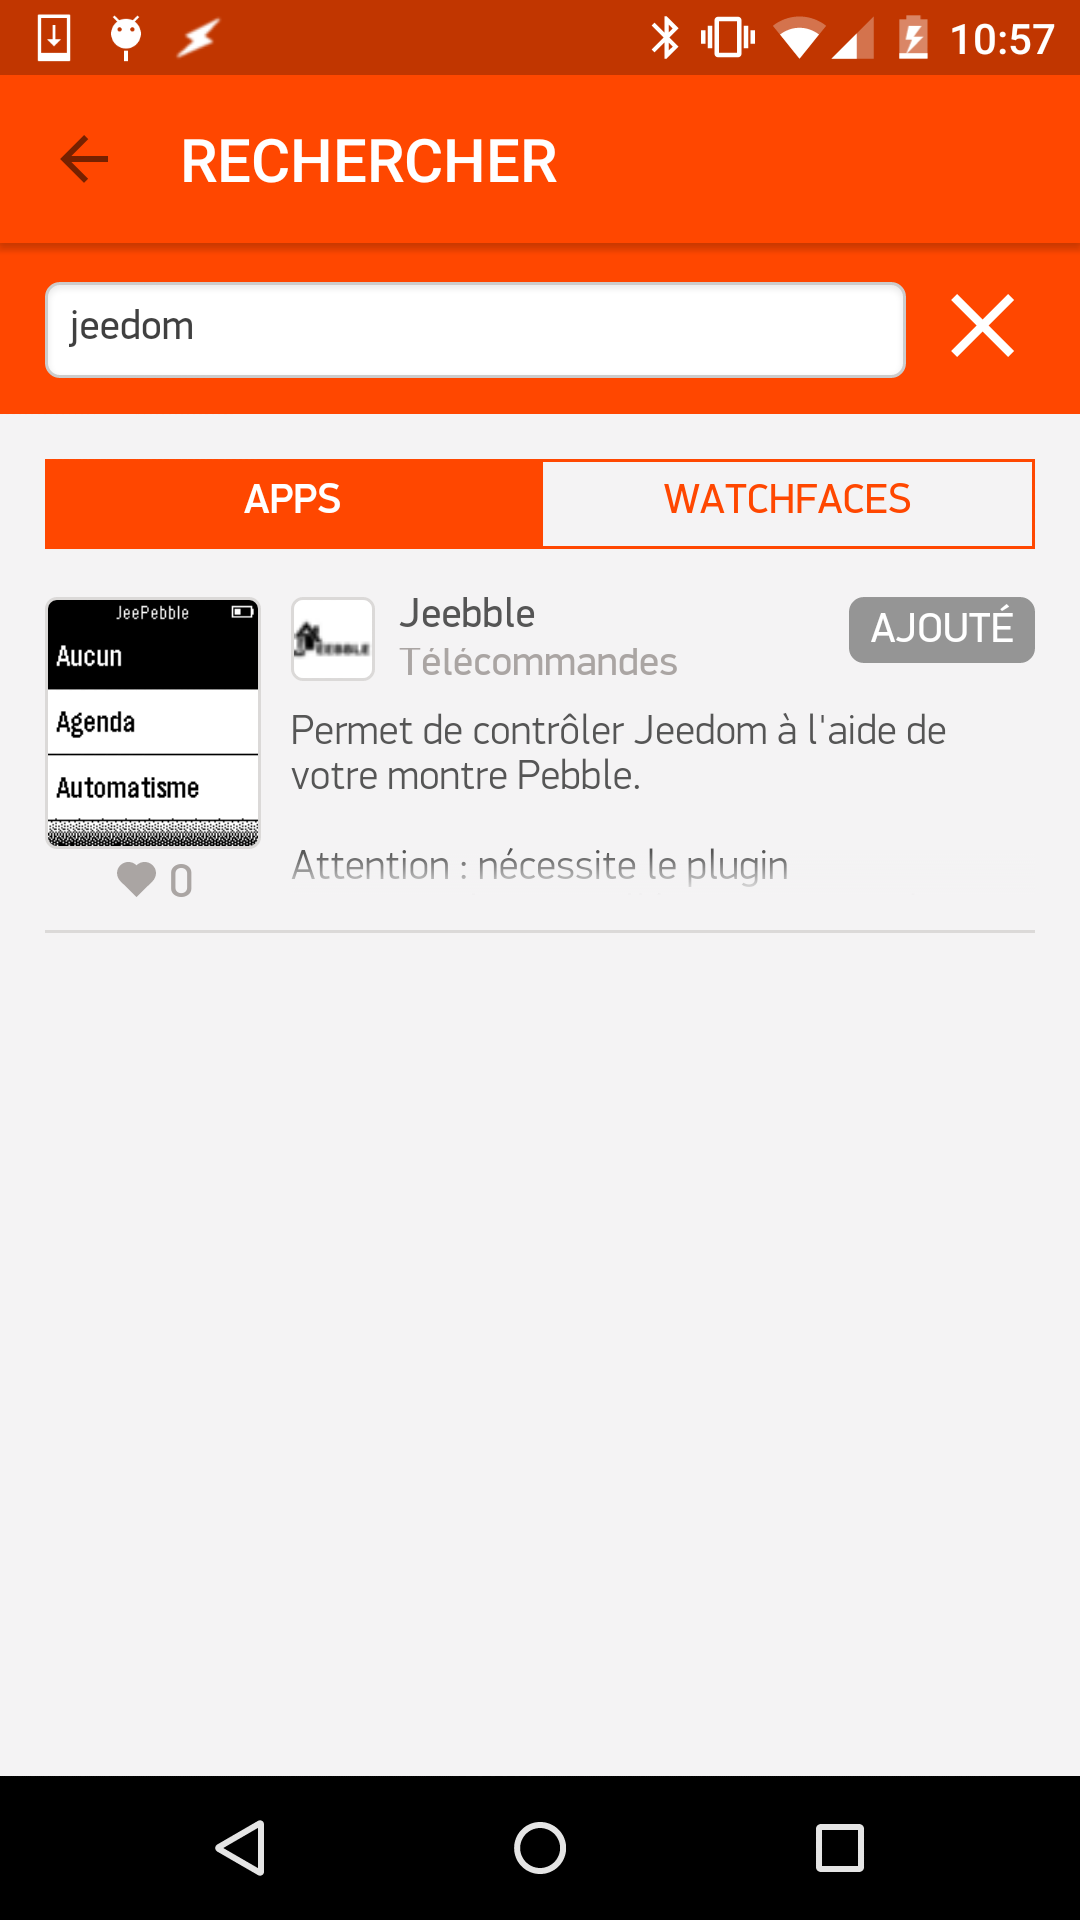 10:57
RECHERCHER
jeedom
APPS
WATCHFACES
JeePebble
Aucun
Agenda
Automatisme
0
JEEBBLE
Jeebble
Télécommandes
AJOUTÉ
Permet de contrôler Jeedom à l'aide de
votre montre Pebble.
Attention : nécessite le plugin